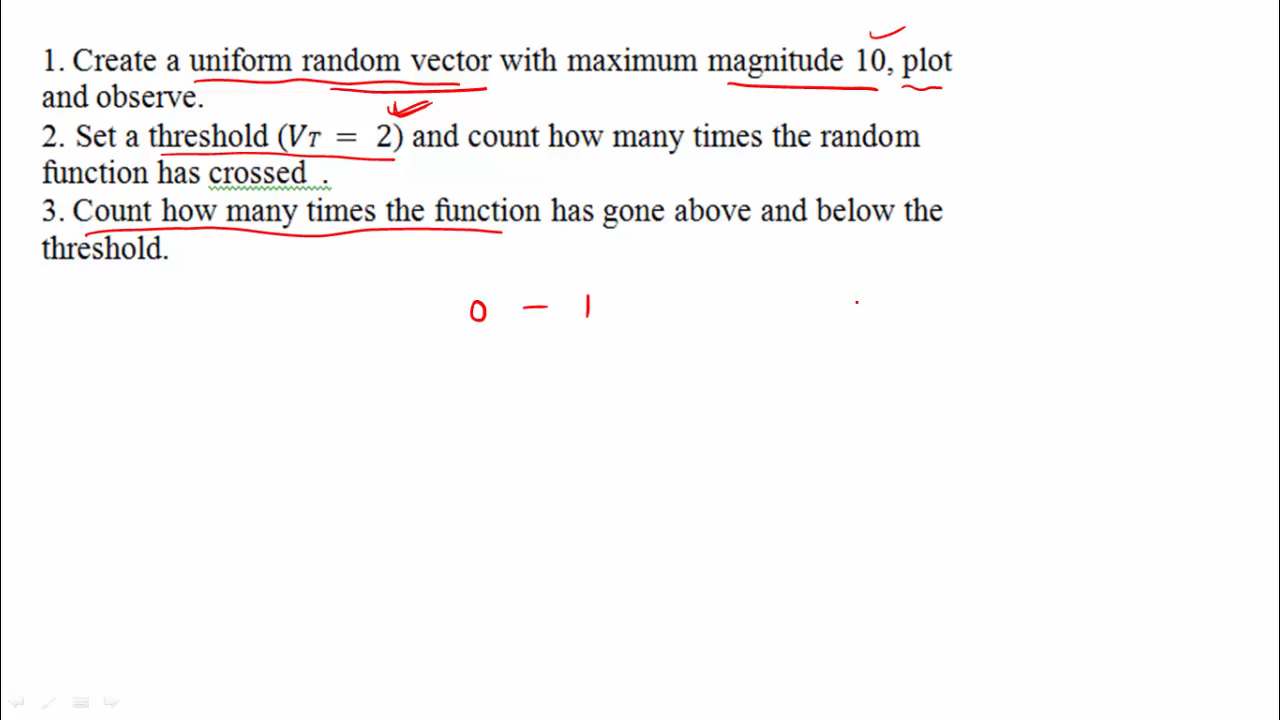 1. Create a uniform random vector with maximum magnitude 10, plot
and observe.
2. Set a threshold (VT = 2) and count how many times the random
function has crossed .
3. Count how many times the function has gone above and below the
threshold.
0 – 1